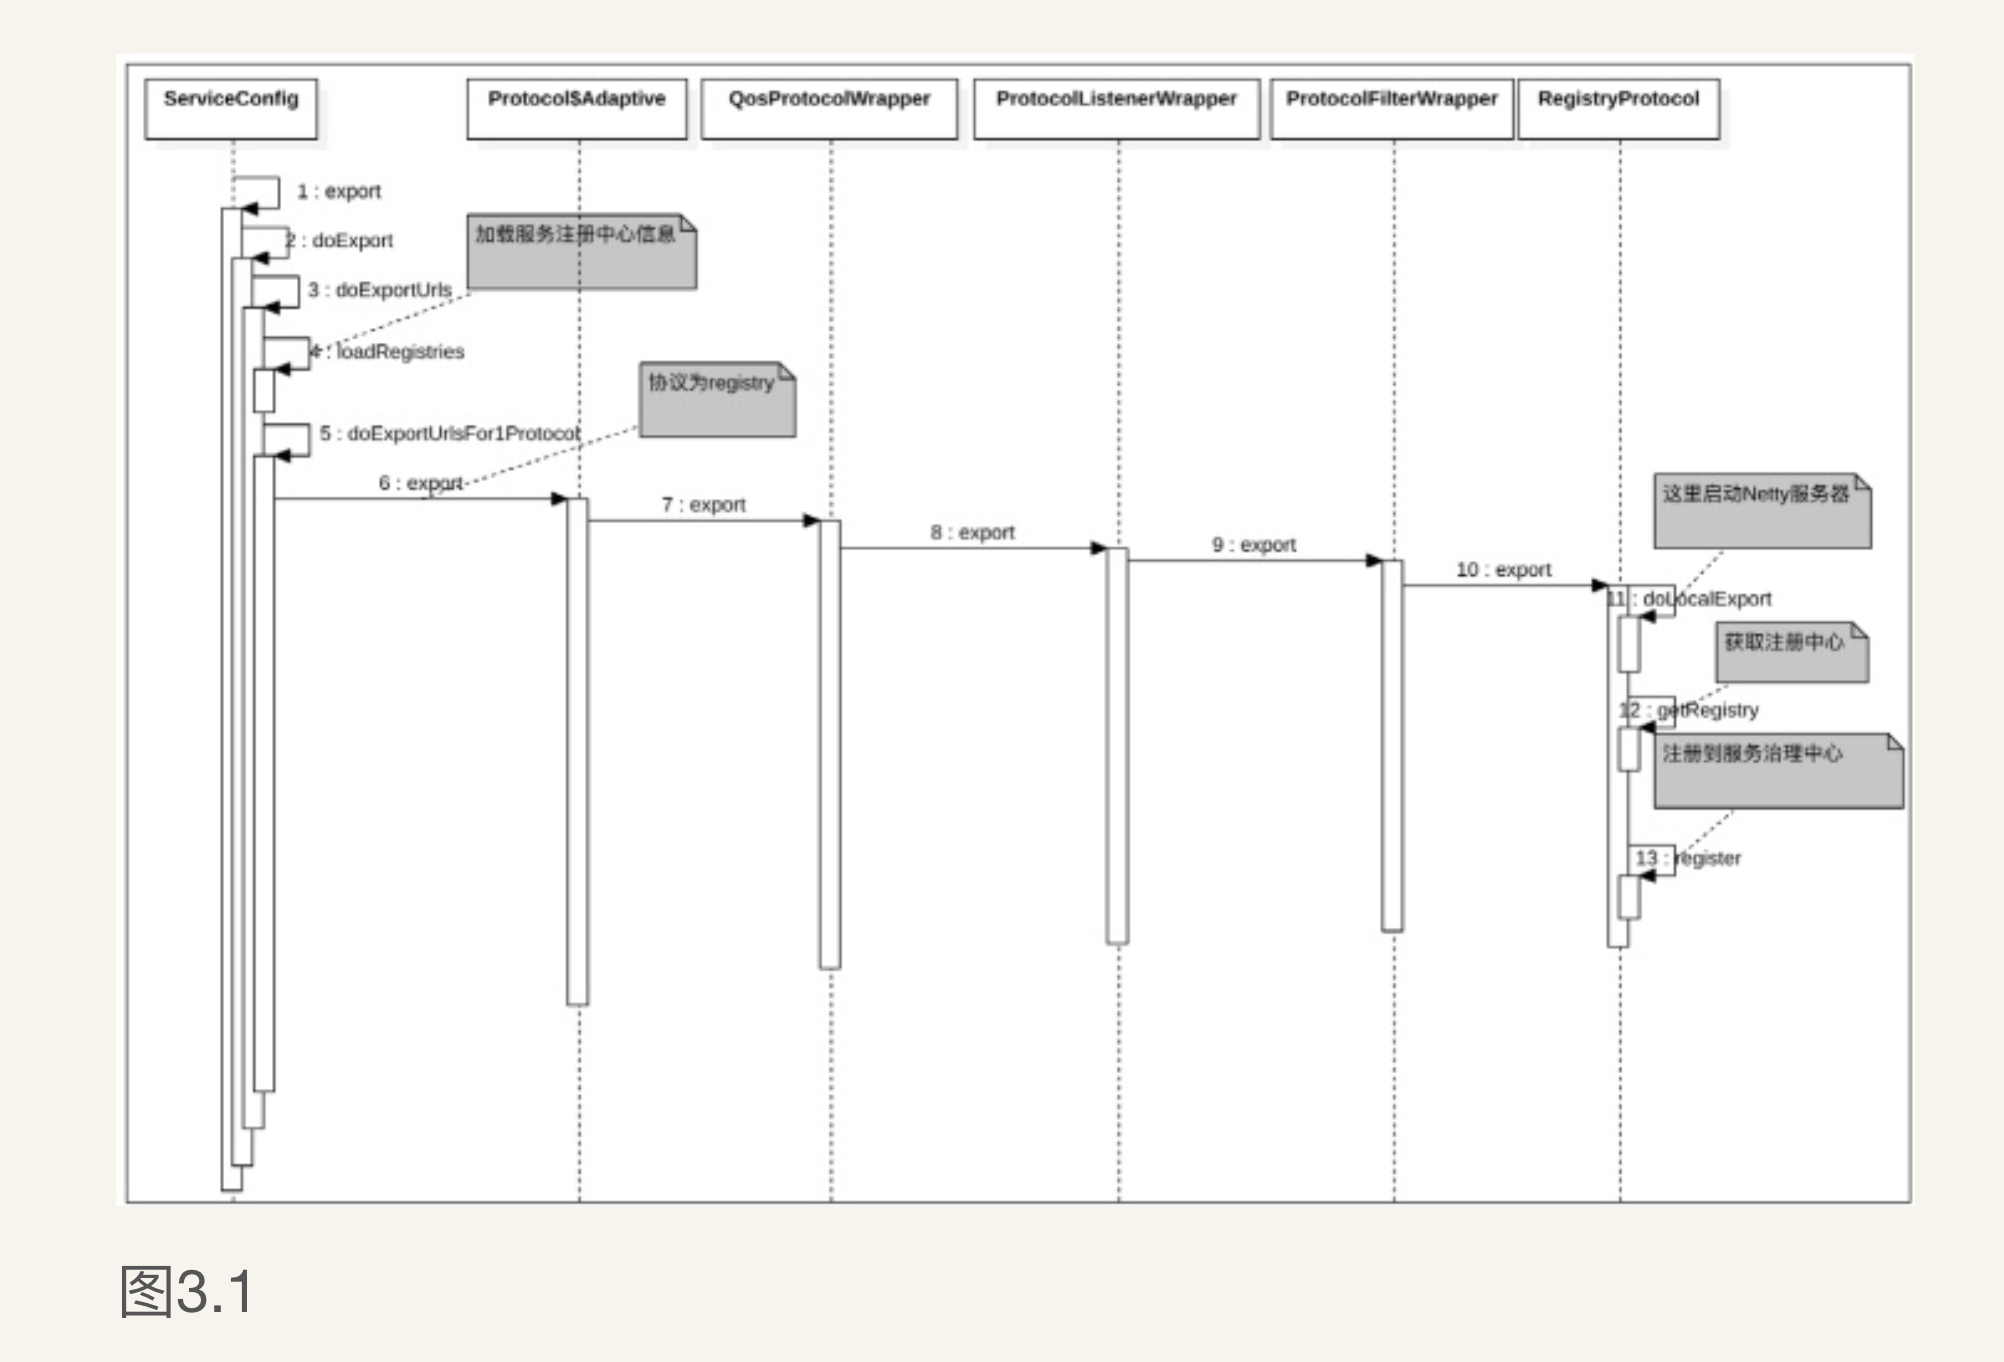 ServiceConfig
Protocol$Adaptive
QosProtocolWrapper
ProtocolListenerWrapper
ProtocolFilterWrapper
RegistryProtocol
1 : export
2 : doExport
加载服务注册中心信息
3 : doExportUrls
4 : loadRegistries
协议为registry
5 : doExportUrlsFor1Protocol
6 : export
7 : export
8 : export
9 : export
10 : export
这里启动Netty服务器
11 : doLocalExport
获取注册中心
12 : getRegistry
注册到服务治理中心
13 : register
图3.1